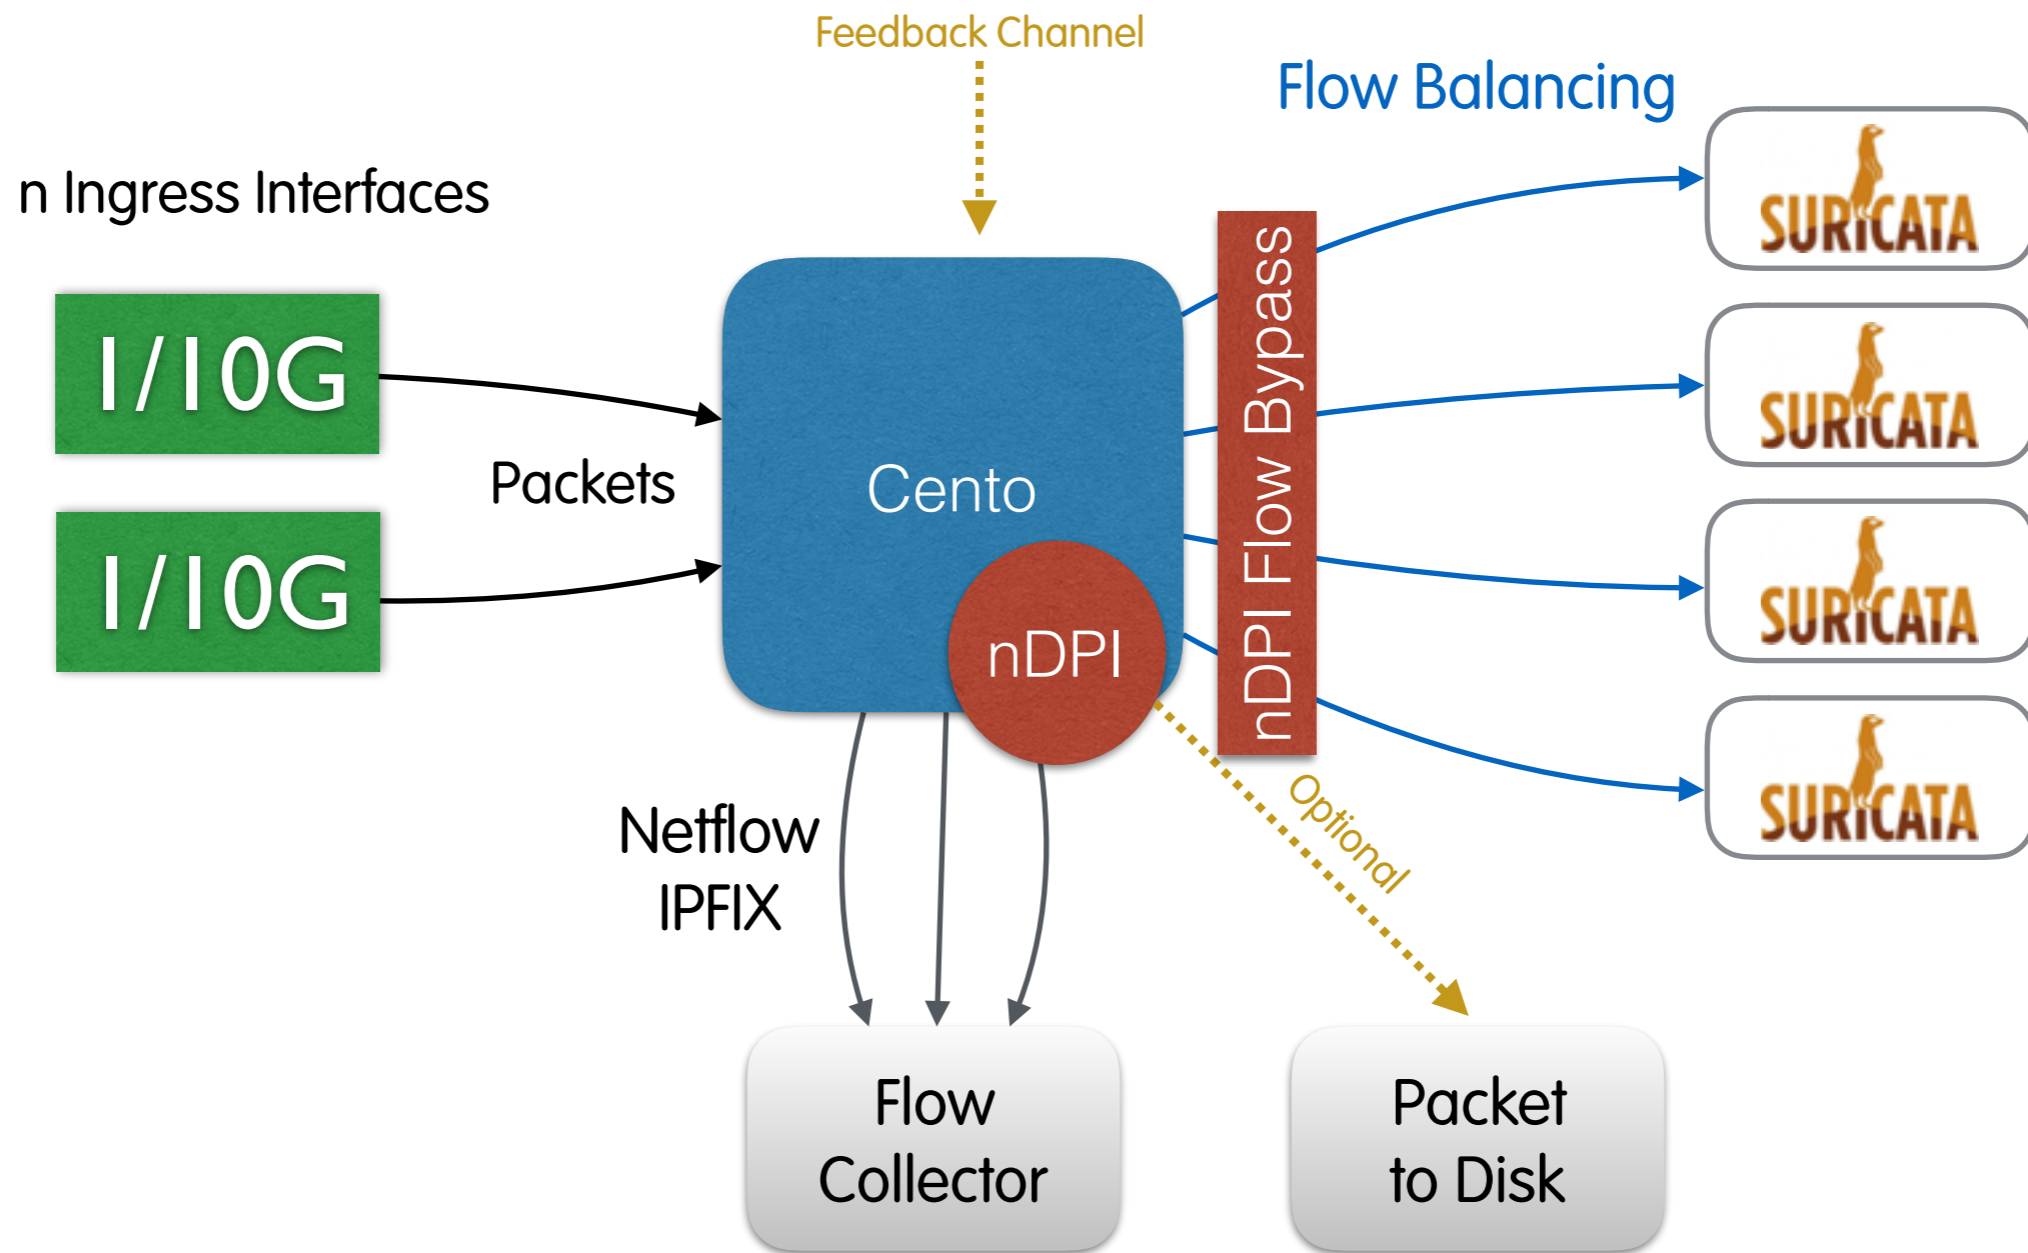 Feedback Channel
Flow Balancing
n Ingress Interfaces
1/10G
1/10G
Packets
Cento
nDPI
nDPI Flow Bypass
SURICATA
SURICATA
SURICATA
SURICATA
Netflow
IPFIX
Optional
Flow
Collector
Packet
to Disk